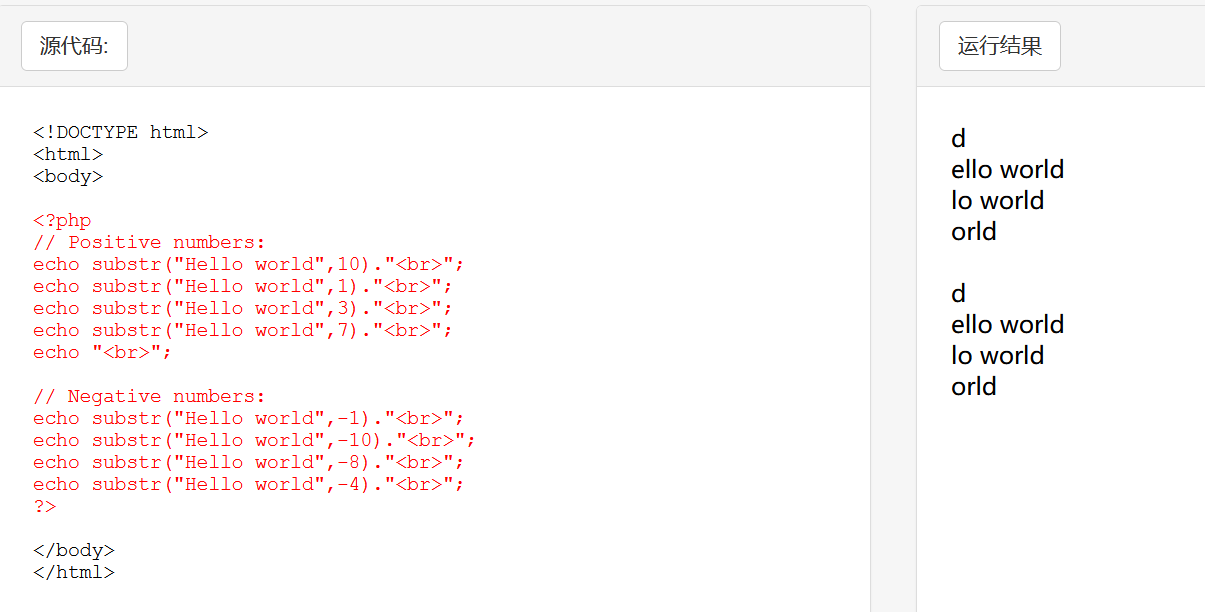 源代码:
<!DOCTYPE html>
<html>
<body>
<?php
// Positive numbers:
echo substr("Hello world",10)."<br>";
echo substr("Hello world",1)."<br>";
echo substr("Hello world",3)."<br>";
echo substr("Hello world",7)."<br>";
echo "<br>";
// Negative numbers:
echo substr("Hello world",-1)."<br>";
echo substr("Hello world",-10)."<br>";
echo substr("Hello world",-8)."<br>";
echo substr("Hello world",-4)."<br>";
?>
</body>
</html>
运行结果
d
ello world
lo world
orld
d
ello world
lo world
orld